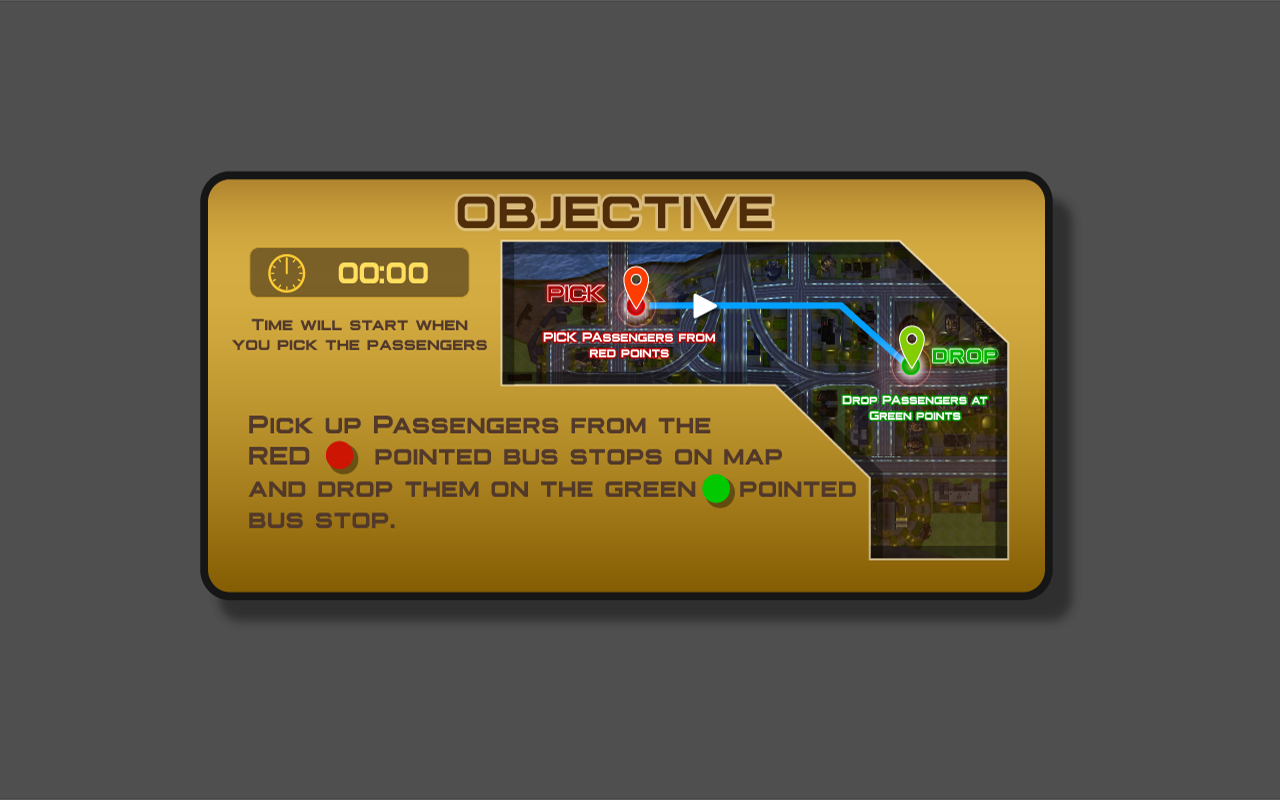 OBJECTIVE
00:00
TIME WILL START WHEN
YOU PICK THE PASSENGERS
PICK
PICK PASSENGERS FROM
RED POINTS
DROP
DROP PASSENGERS AT
GREEN POINTS
PICK UP PASSENGERS FROM THE
RED POINTED BUS STOPS ON MAP
AND DROP THEM ON THE GREEN POINTED
BUS STOP.